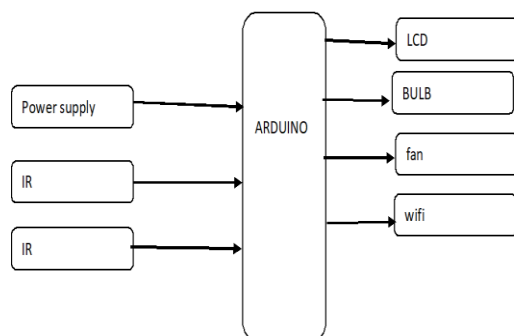 LCD
Power supply
BULB
ARDUINO
fan
IR
wifi
IR